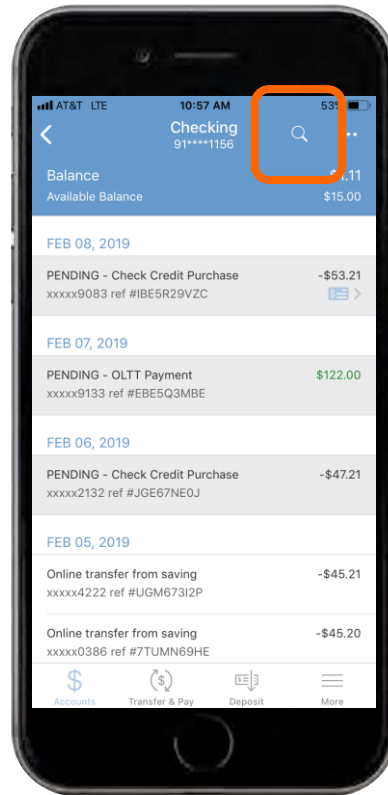 AT&T LTE 10:57 AM 53%
Checking
91****1156
Balance
Available Balance $15.00
FEB 08, 2019
PENDING - Check Credit Purchase -$53.21
xxxxx9083 ref #IBE5R29VZC
FEB 07, 2019
PENDING - OLTT Payment $122.00
xxxxx9133 ref #EBE5Q3MBE
FEB 06, 2019
PENDING - Check Credit Purchase -$47.21
xxxxx2132 ref #JGE67NE0J
FEB 05, 2019
Online transfer from saving -$45.21
xxxxx4222 ref #UGM673I2P
Online transfer from saving -$45.20
xxxxx0386 ref #7TUMN69HE
Accounts Transfer & Pay Deposit More